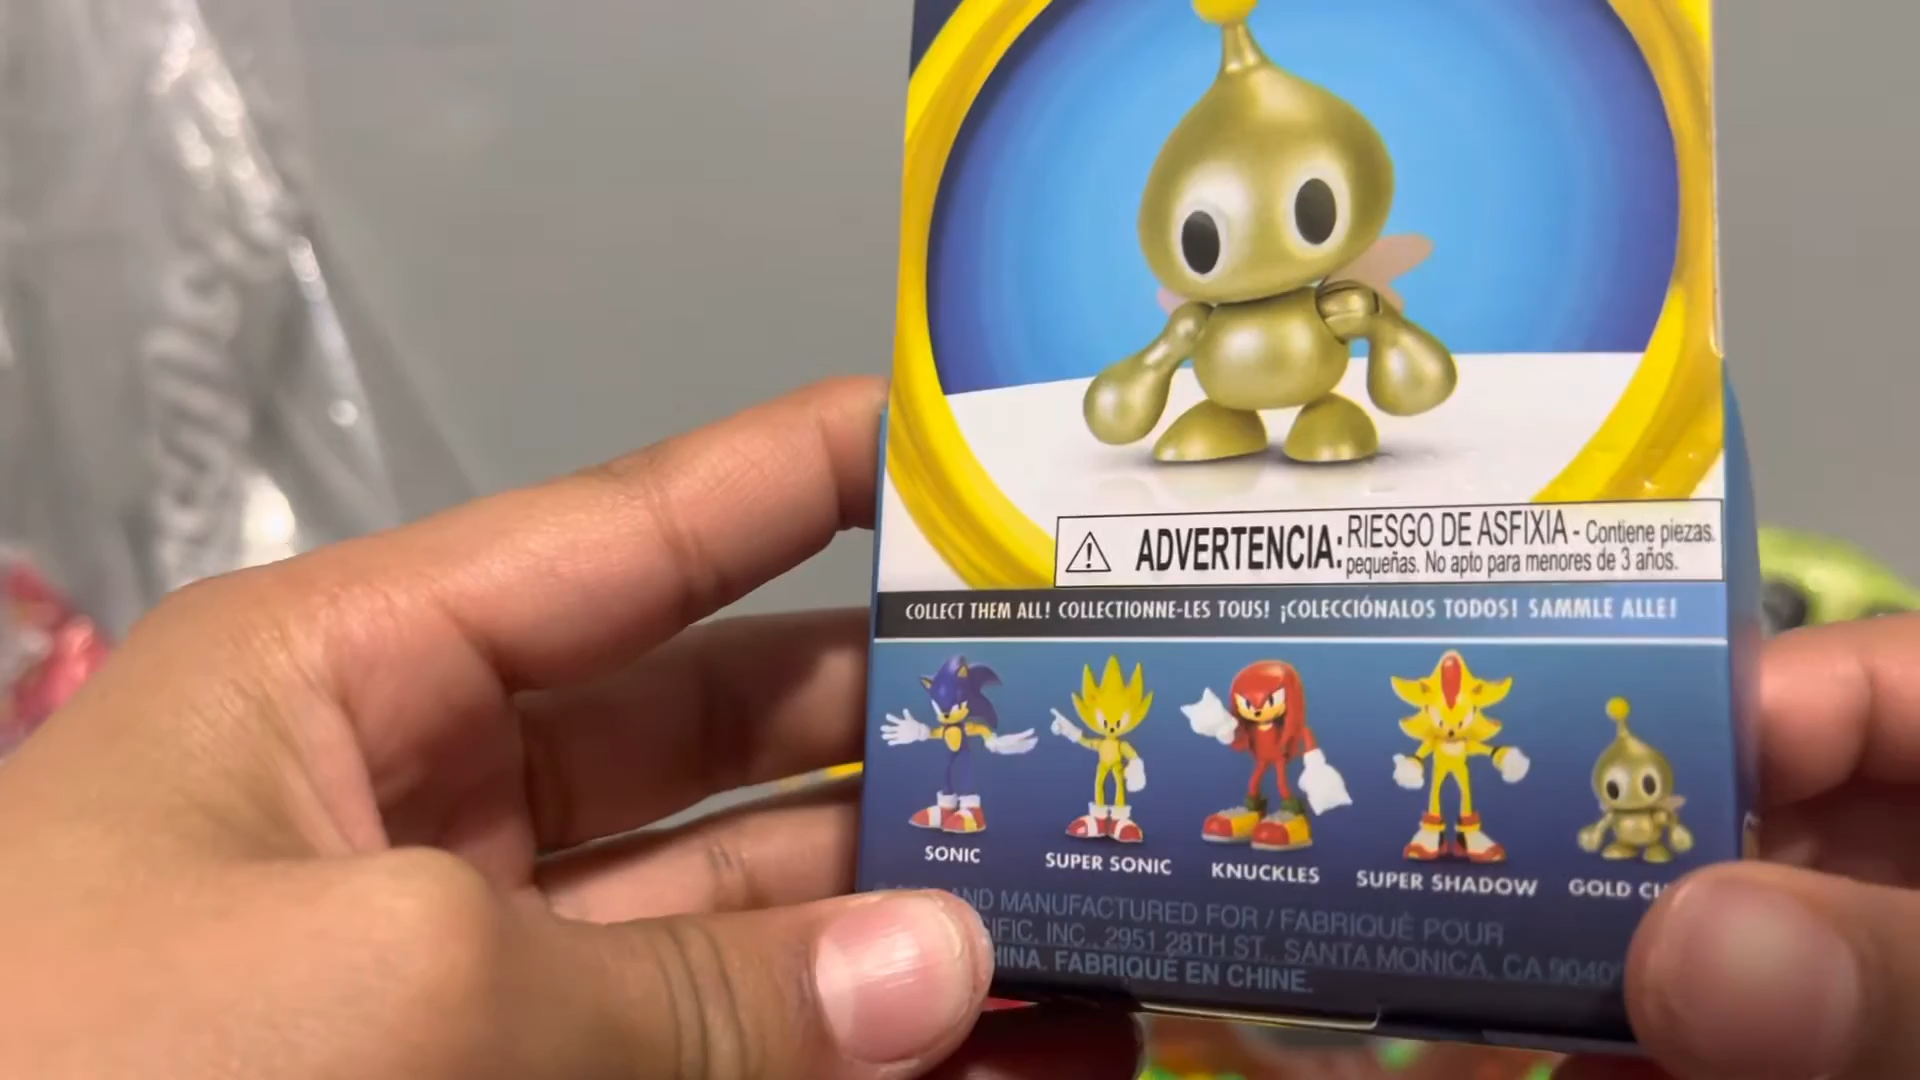 ADVERTENCIA: RIESGO DE ASFIXIA - Contiene piezas.
pequeñas. No apto para menores de 3 años.
COLLECT THEM ALL! COLLECTIONNE-LES TOUS! ¡COLECCIÓNALOS TODOS! SAMMLE ALLE!
SONIC
SUPER SONIC
KNUCKLES
SUPER SHADOW
GOLD
MANUFACTURED FOR / FABRIQUÉ POUR
INC., 2951 28TH ST., SANTA MONICA, CA
FABRIQUÉ EN CHINE.